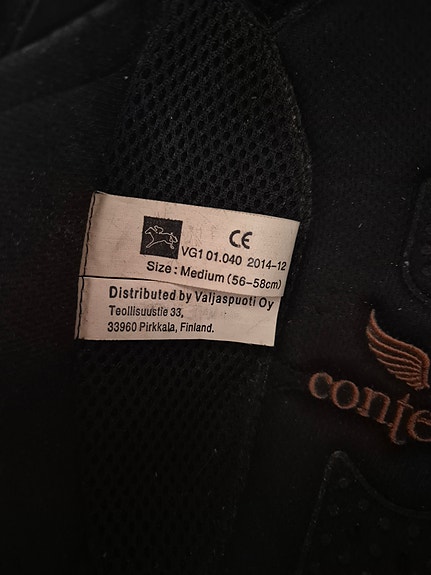 CE
VG1 01.040 2014-12
Size : Medium (56-58cm)
Distributed by Valjaspuoti Oy
Teollisuustie 33,
33960 Pirkkala, Finland.
conte